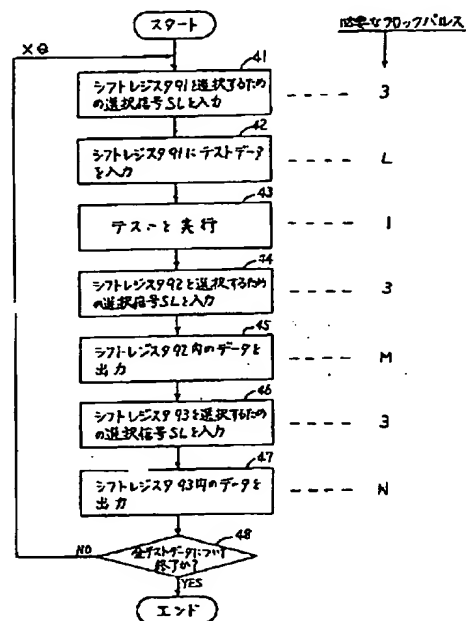 スタート
必要なクロックパルス
×Q
41
シフトレジスタ91を選択するため
の選択信号SLを入力
3
42
シフトレジスタ91にテストデータ
を入力
L
43
テストを実行
1
44
シフトレジスタ92を選択するため
の選択信号SLを入力
3
45
シフトレジスタ92内のデータを
出力
M
46
シフトレジスタ93を選択するため
の選択信号SLを入力
3
47
シフトレジスタ93内のデータを
出力
N
48
全テストデータについて
終了か?
NO
YES
エンド